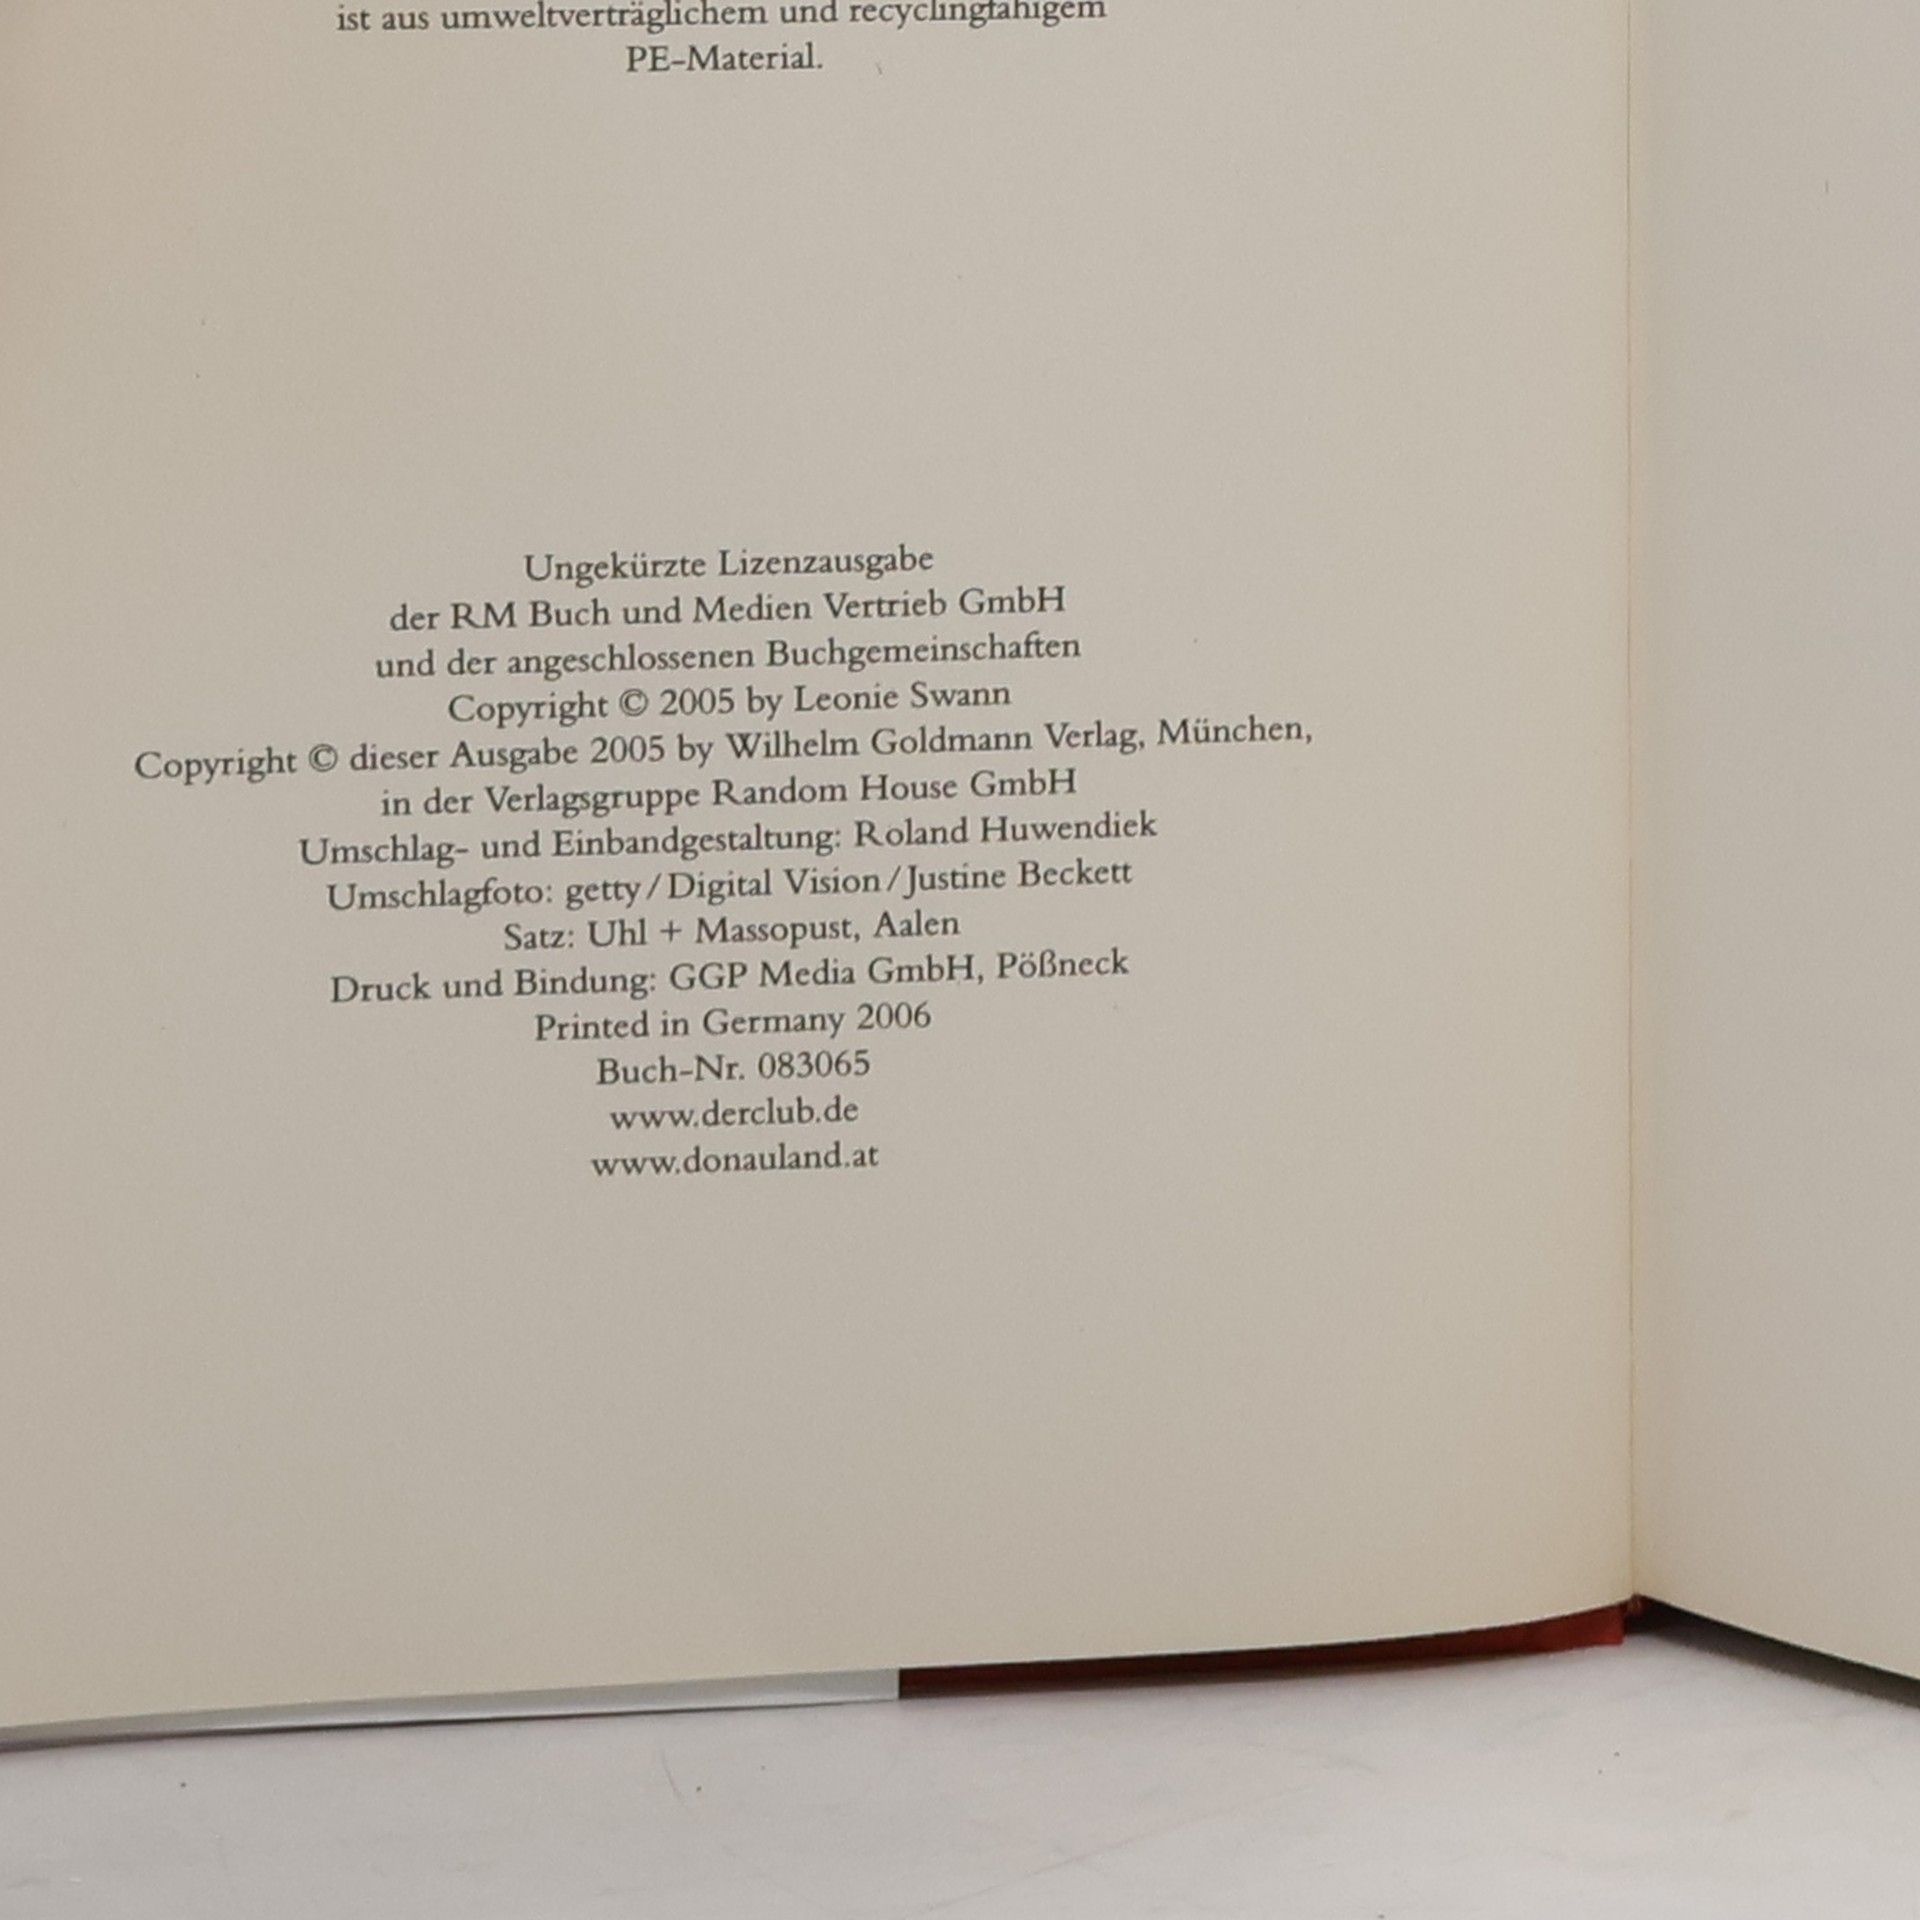 ist aus umweltverträglichem und recyclingfähigem
PE-Material.
Ungekürzte Lizenzausgabe
der RM Buch und Medien Vertrieb GmbH
und der angeschlossenen Buchgemeinschaften
Copyright © 2005 by Leonie Swann
Copyright © dieser Ausgabe 2005 by Wilhelm Goldmann Verlag, München,
in der Verlagsgruppe Random House GmbH
Umschlag- und Einbandgestaltung: Roland Huwendiek
Umschlagfoto: getty/Digital Vision/Justine Beckett
Satz: Uhl + Massopust, Aalen
Druck und Bindung: GGP Media GmbH, Pößneck
Printed in Germany 2006
Buch-Nr. 083065
www.derclub.de
www.donauland.at